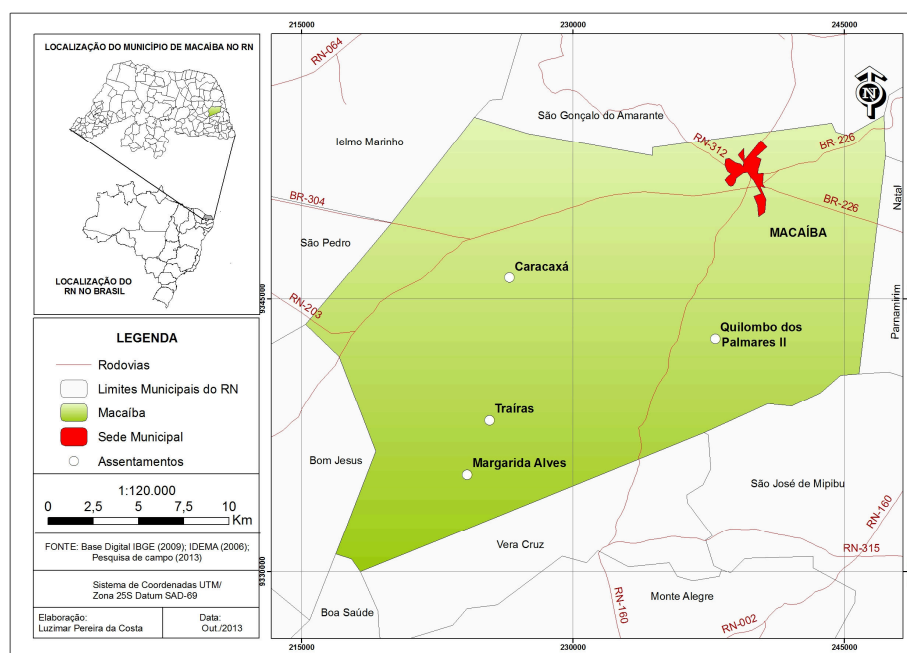 LOCALIZAÇÃO DO MUNICÍPIO DE MACAÍBA NO RN
LOCALIZAÇÃO DO
RN NO BRASIL
LEGENDA
Rodovias
Limites Municipais do RN
Macaíba
Sede Municipal
Assentamentos
1:120.000
0 2,5 5 7,5 10
Km
FONTE: Base Digital IBGE (2009); IDEMA (2006);
Pesquisa de campo (2013)
Sistema de Coordenadas UTM/
Zona 25S Datum SAD-69
Elaboração:
Luzimar Pereira da Costa
Data:
Out./2013
215000 230000 245000
RN-064
São Gonçalo do Amarante
N
Ielmo Marinho
RN-312
BR-226
BR-304
BR-226
Natal
MACAÍBA
São Pedro
Caracaxá
9345000
RN-203
Parnamirim
Quilombo dos
Palmares II
Traíras
Bom Jesus
Margarida Alves
São José de Mipibu
RN-160
Vera Cruz
RN-315
9330000
Monte Alegre
RN-160
Boa Saúde
RN-002
215000 230000 245000